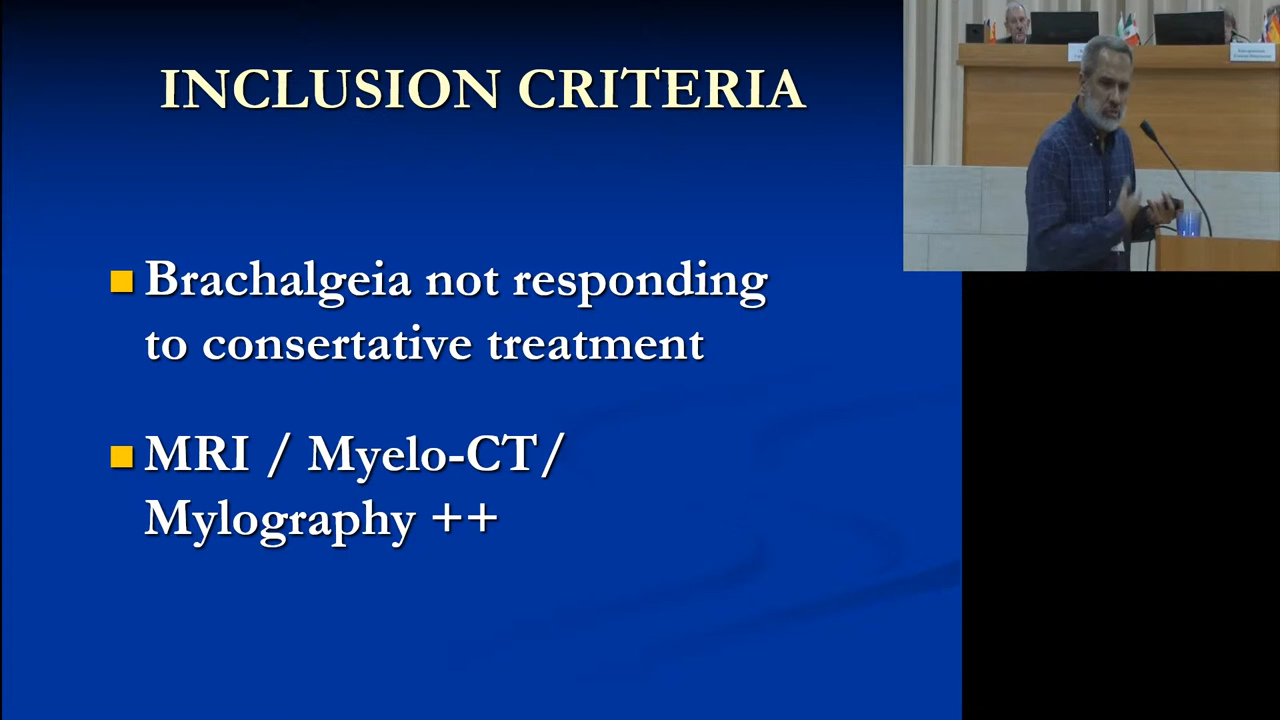 INCLUSION CRITERIA
Brachalgeia not responding
to consertative treatment
MRI / Myelo-CT/
Mylography ++